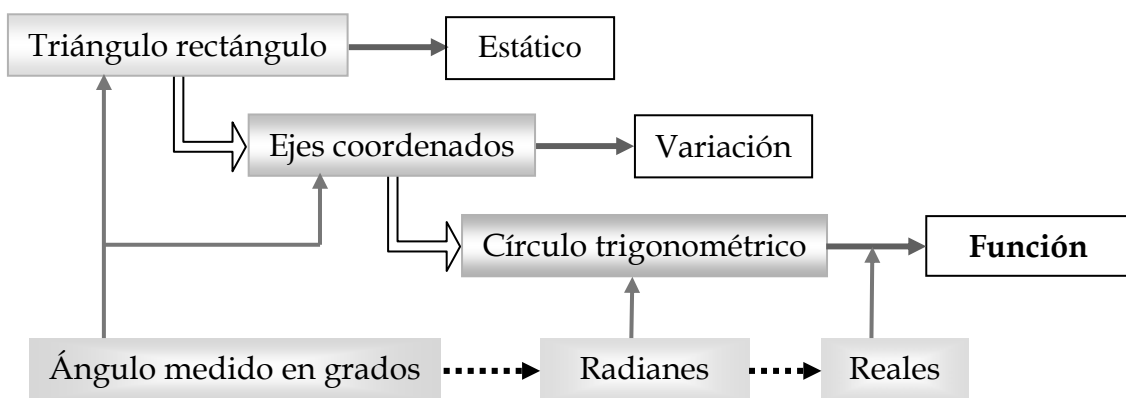 Triángulo rectángulo
Estático
Ejes coordenados
Variación
Círculo trigonométrico
Función
Ángulo medido en grados
Radianes
Reales